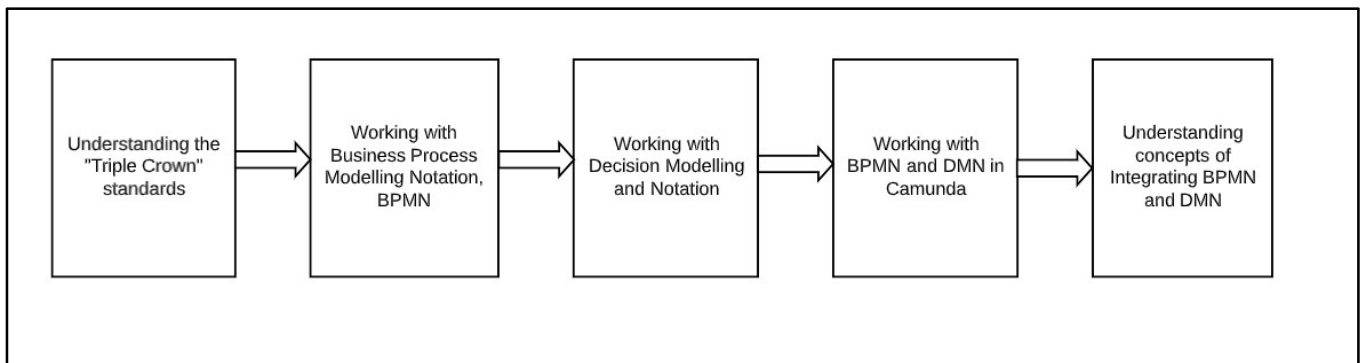 Understanding the
"Triple Crown"
standards
Working with
Business Process
Modelling Notation,
BPMN
Working with
Decision Modelling
and Notation
Working with
BPMN and DMN in
Camunda
Understanding
concepts of
Integrating BPMN
and DMN